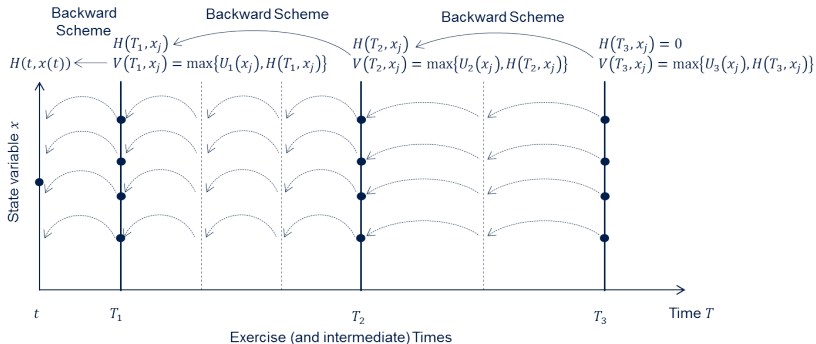 Backward
Scheme
Backward Scheme
Backward Scheme
H(T₁, xⱼ)
H(T₂, xⱼ)
H(T₃, xⱼ) = 0
H(t, x(t))
V(T₁, xⱼ) = max{U₁(xⱼ), H(T₁, xⱼ)}
V(T₂, xⱼ) = max{U₂(xⱼ), H(T₂, xⱼ)}
V(T₃, xⱼ) = max{U₃(xⱼ), H(T₃, xⱼ)}
State variable x
t
T₁
T₂
T₃
Time T
Exercise (and intermediate) Times